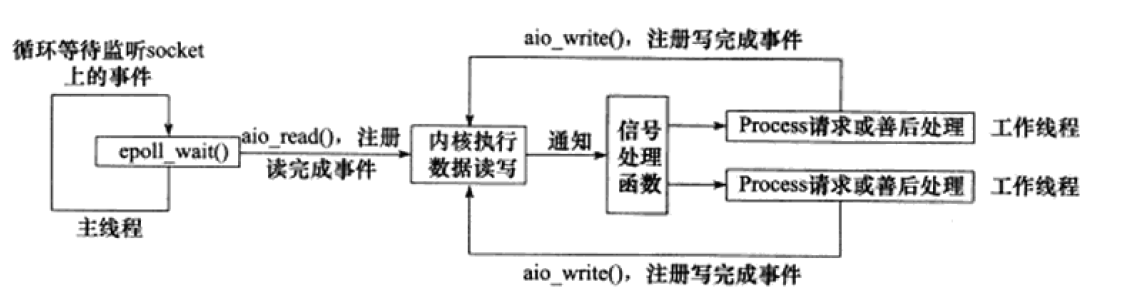 aio_write()，注册写完成事件
循环等待监听socket
上的事件
epoll_wait()
主线程
aio_read()，注册
读完成事件
内核执行
数据读写
通知
信号
处理
函数
Process请求或善后处理
工作线程
Process请求或善后处理
工作线程
aio_write()，注册写完成事件